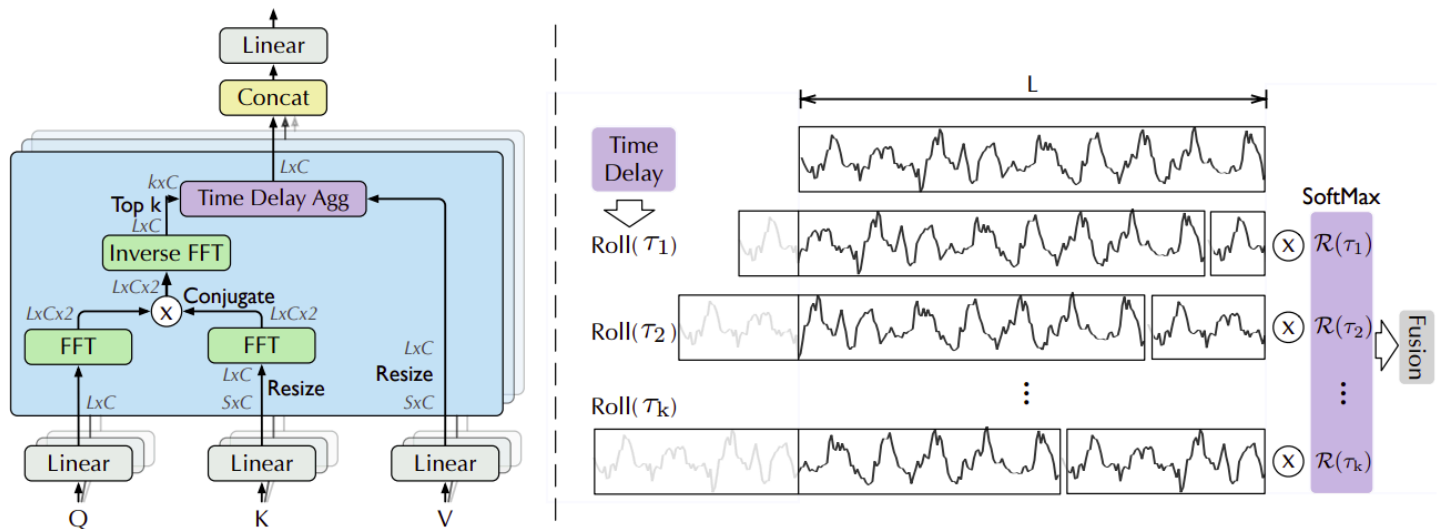 Linear
Concat
LxC
kxC
Time Delay Agg
Top k
LxC
Inverse FFT
LxCx2
Conjugate
LxCx2
X
LxCx2
FFT
FFT
LxC
Resize
LxC
Resize
LxC
SxC
SxC
Linear
Linear
Linear
Q
K
V
L
Time
Delay
SoftMax
Roll(τ₁)
X
R(τ₁)
Roll(τ₂)
X
R(τ₂)
Fusion
⋮
⋮
Roll(τₖ)
X
R(τₖ)